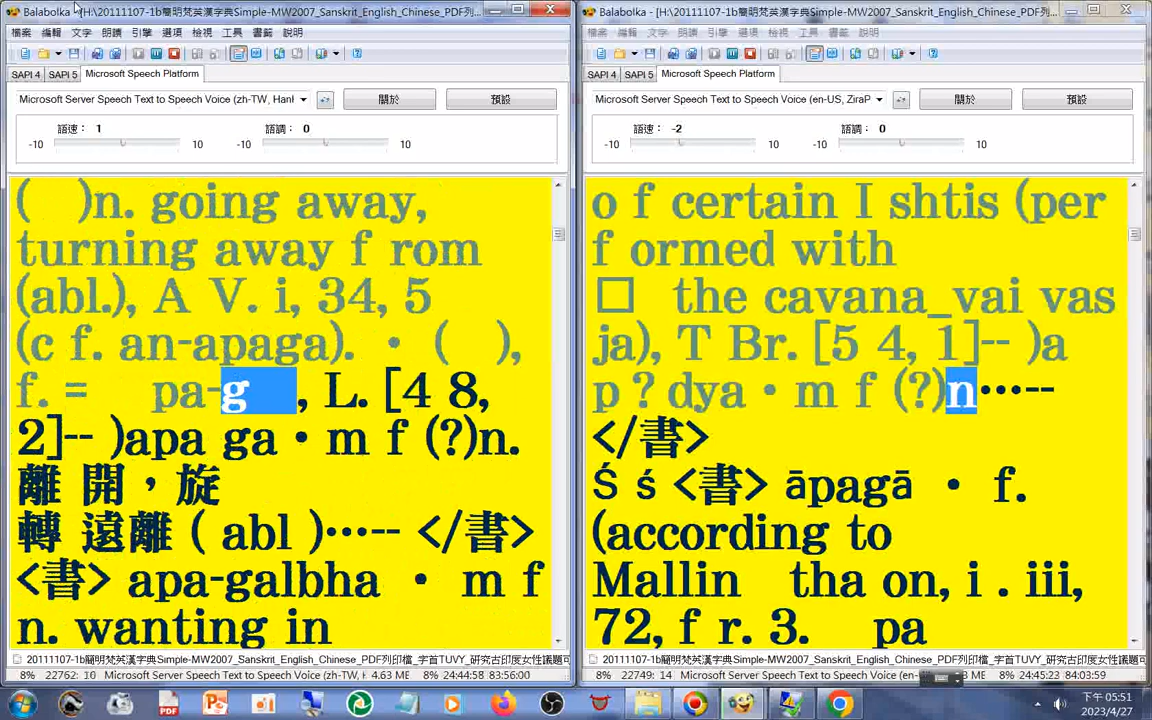 Balabolka - [H:\20111107-1b簡明梵英漢字典Simple-MW2007_Sanskrit_English_Chinese_PDF列...
檔案 編輯 文字 朗讀 引擎 選項 檢視 工具 書籤 說明
SAPI 4 SAPI 5 Microsoft Speech Platform
Microsoft Server Speech Text to Speech Voice (zh-TW, Hanl
關於 預設
語速： 1 語調： 0
-10 10 -10 10
( )n. going away,
turning away f rom
(abl.), A V. i, 34, 5
(c f. an-apaga). • ( ),
f. = pa-g , L. [4 8,
2]-- )apa ga • m f (?)n.
離 開，旋
轉 遠離 ( abl )…-- </書>
<書> apa-galbha • m f
n. wanting in
20111107-1b簡明梵英漢字典Simple-MW2007_Sanskrit_English_Chinese_PDF列印檔_字首TUVY_研究古印度女性議題可
8% 22762: 10 Microsoft Server Speech Text to Speech Voice (zh-TW, H 4.63 MB 8% 24:44:58 83:56:00
Balabolka - [H:\20111107-1b簡明梵英漢字典Simple-MW2007_Sanskrit_English_Chinese_PDF列印...
檔案 編輯 文字 朗讀 引擎 選項 檢視 工具 書籤 說明
SAPI 4 SAPI 5 Microsoft Speech Platform
Microsoft Server Speech Text to Speech Voice (en-US, ZiraP
關於 預設
語速： -2 語調： 0
-10 10 -10 10
o f certain I shtis (per
f ormed with
□ the cavana_vai vas
ja), T Br. [5 4, 1]-- )a
p ? dya • m f (?)n…--
</書>
Ś ś <書> āpagā • f.
(according to
Mallin tha on, i . iii,
72, f r. 3. pa
20111107-1b簡明梵英漢字典Simple-MW2007_Sanskrit_English_Chinese_PDF列印檔_字首TUVY_研究古印度女性議題可
8% 22749: 14 Microsoft Server Speech Text to Speech Voice 8% 24:45:23 84:03:59
下午 05:51
2023/4/27